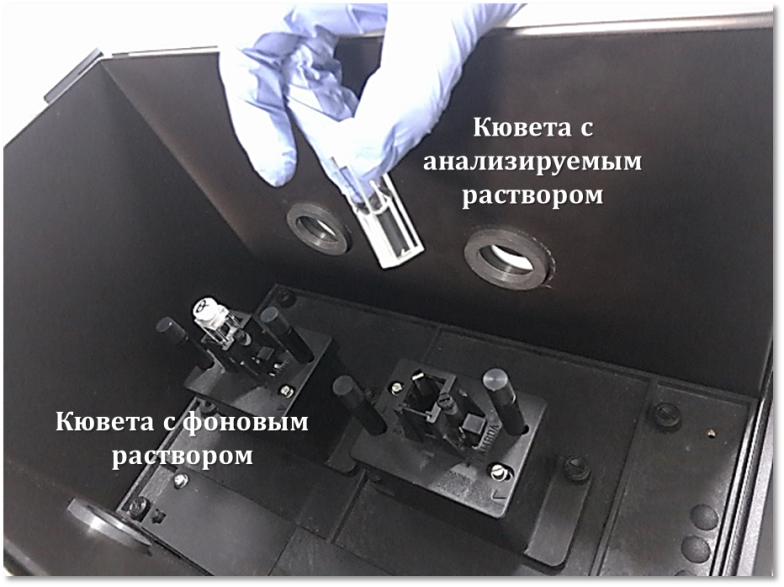 Кювета с
анализируемым
раствором
Кювета с фоновым
раствором